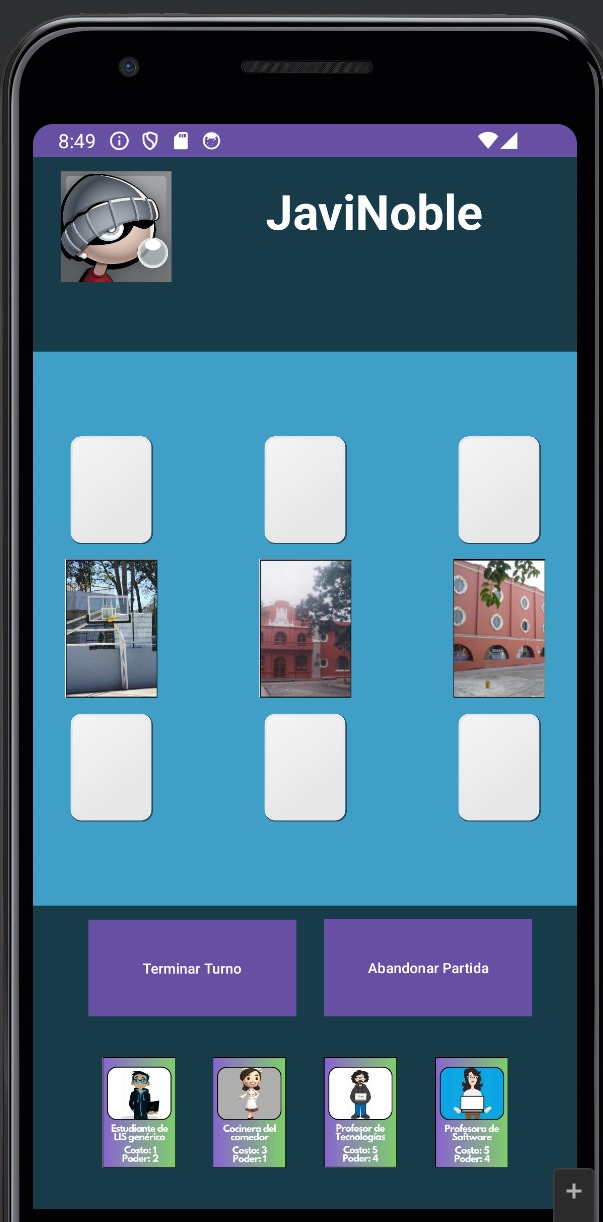 8:49
JaviNoble
Terminar Turno
Abandonar Partida
Estudiante de
LIS genérico
Costo: 1
Poder: 2
Cocinera del
comedor
Costo: 3
Poder: 1
Profesor de
Tecnologías
Costo: 5
Poder: 4
Profesora de
Software
Costo: 5
Poder: 4